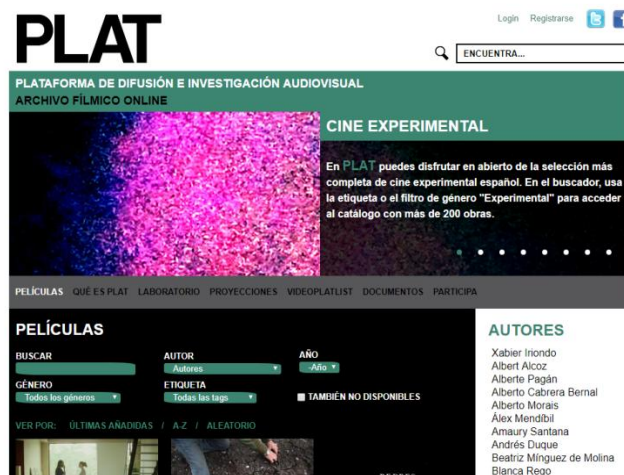 PLAT
Login Registrarse
ENCUENTRA...
PLATAFORMA DE DIFUSIÓN E INVESTIGACIÓN AUDIOVISUAL
ARCHIVO FÍLMICO ONLINE
CINE EXPERIMENTAL
En PLAT puedes disfrutar en abierto de la selección más
completa de cine experimental español. En el buscador, usa
la etiqueta o el filtro de género "Experimental" para acceder
al catálogo con más de 200 obras.
PELÍCULAS QUÉ ES PLAT LABORATORIO PROYECCIONES VIDEOPLATLIST DOCUMENTOS PARTICIPA
PELÍCULAS
BUSCAR AUTOR AÑO
Autores -Año
GÉNERO ETIQUETA
Todos los géneros Todas las tags TAMBIÉN NO DISPONIBLES
VER POR: ÚLTIMAS AÑADIDAS / A-Z / ALEATORIO
AUTORES
Xabier Iriondo
Albert Alcoz
Alberte Pagán
Alberto Cabrera Bernal
Alberto Morais
Álex Mendíbil
Amaury Santana
Andrés Duque
Beatriz Mínguez de Molina
Blanca Rego